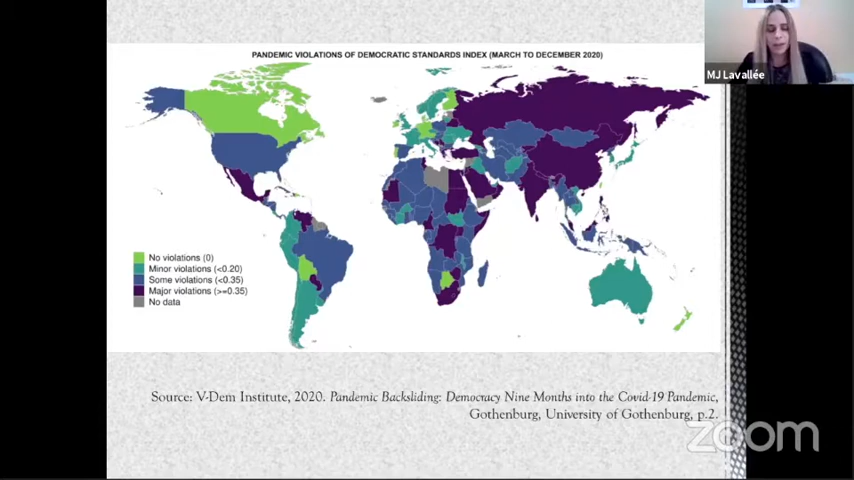 PANDEMIC VIOLATIONS OF DEMOCRATIC STANDARDS INDEX (MARCH TO DECEMBER 2020)
MJ Lavallée
No violations (0)
Minor violations (<0.20)
Some violations (<0.35)
Major violations (>=0.35)
No data
Source: V-Dem Institute, 2020. Pandemic Backsliding: Democracy Nine Months into the Covid-19 Pandemic,
Gothenburg, University of Gothenburg, p.2.
zoom